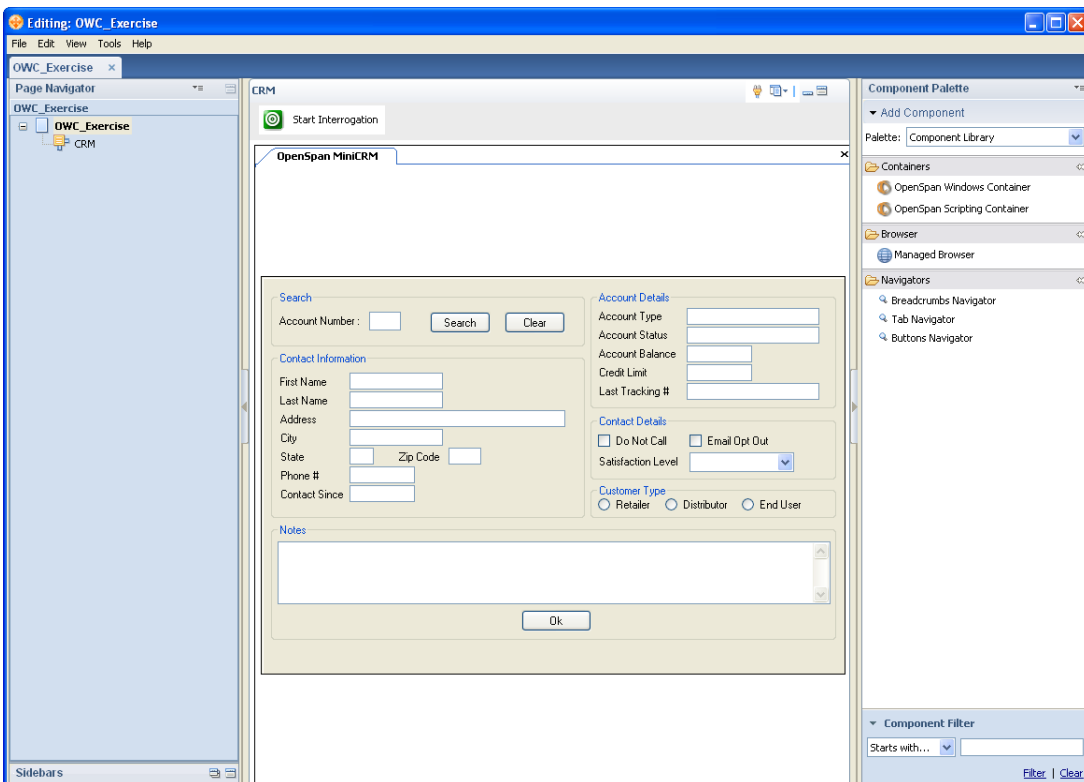 Editing: OWC_Exercise
File Edit View Tools Help
OWC_Exercise ×
Page Navigator
OWC_Exercise
OWC_Exercise
CRM
Sidebars
CRM
Start Interrogation
OpenSpan MiniCRM
Search
Account Number :
Search
Clear
Contact Information
First Name
Last Name
Address
City
State
Zip Code
Phone #
Contact Since
Account Details
Account Type
Account Status
Account Balance
Credit Limit
Last Tracking #
Contact Details
Do Not Call
Email Opt Out
Satisfaction Level
Customer Type
Retailer
Distributor
End User
Notes
Ok
Component Palette
Add Component
Palette: Component Library
Containers
OpenSpan Windows Container
OpenSpan Scripting Container
Browser
Managed Browser
Navigators
Breadcrumbs Navigator
Tab Navigator
Buttons Navigator
Component Filter
Starts with...
Filter | Clear